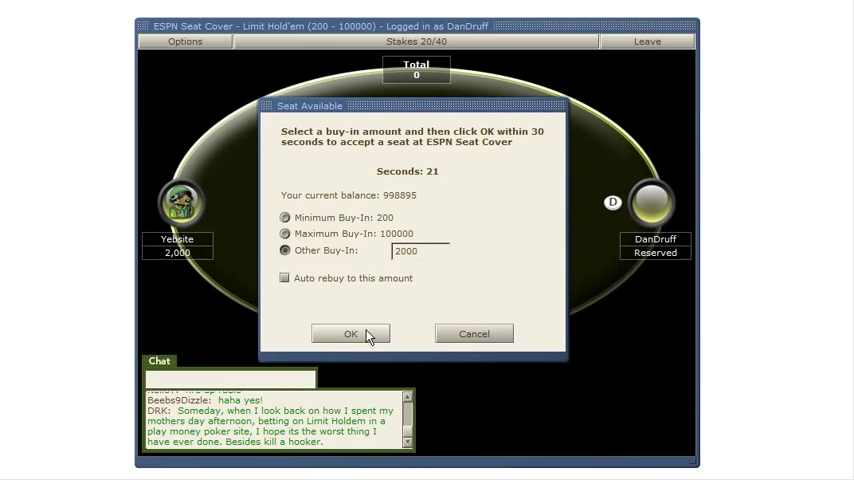 ESPN Seat Cover - Limit Hold'em (200 - 100000) - Logged in as DanDruff
Options
Stakes 20/40
Leave
Total
0
Seat Available
Select a buy-in amount and then click OK within 30
seconds to accept a seat at ESPN Seat Cover
Seconds: 21
Your current balance: 998895
Minimum Buy-In: 200
Maximum Buy-In: 100000
Other Buy-In: 2000
Auto rebuy to this amount
OK
Cancel
Yebsite
2,000
D
DanDruff
Reserved
Chat
Beebs9Dizzle: haha yes!
DRK: Someday, when I look back on how I spent my
mothers day afternoon, betting on Limit Holdem in a
play money poker site, I hope its the worst thing I
have ever done. Besides kill a hooker.